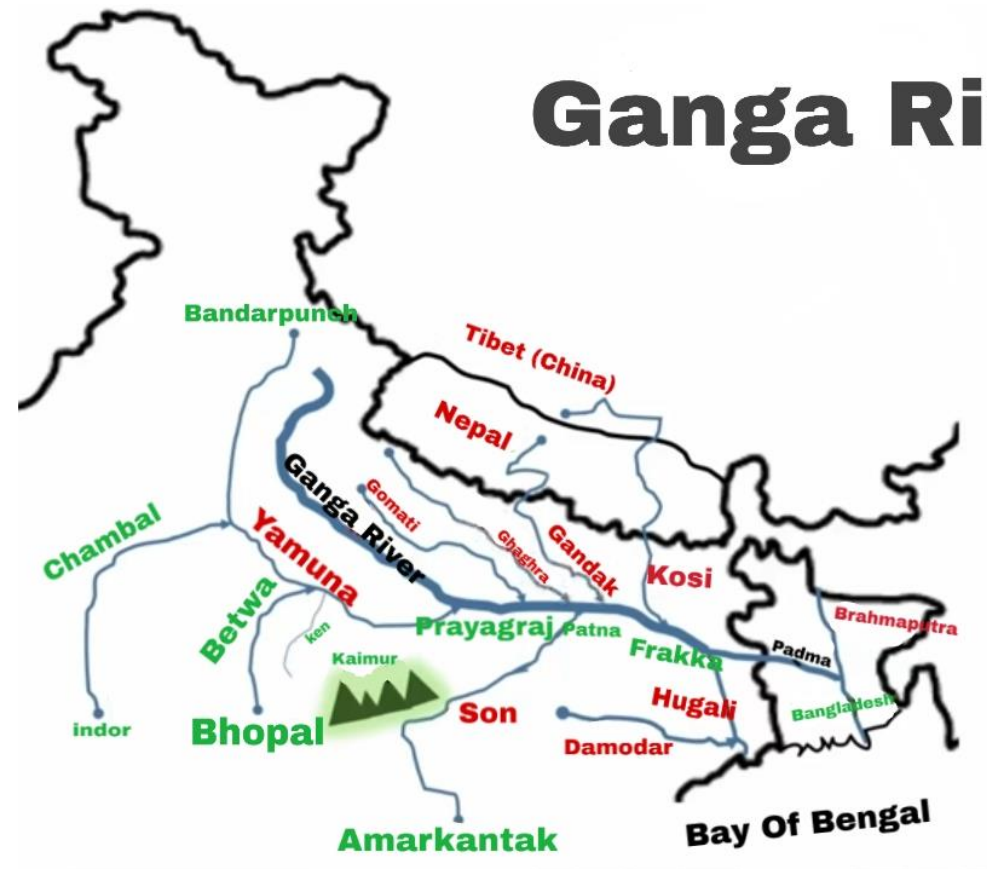 Ganga Ri
Bandarpunch
Tibet (China)
Nepal
Ganga River
Gomati
Ghaghra
Gandak
Kosi
Chambal
Yamuna
Betwa
ken
Prayagraj
Patna
Frakka
Padma
Brahmaputra
Kaimur
indor
Bhopal
Son
Hugali
Damodar
Bangladesh
Amarkantak
Bay Of Bengal